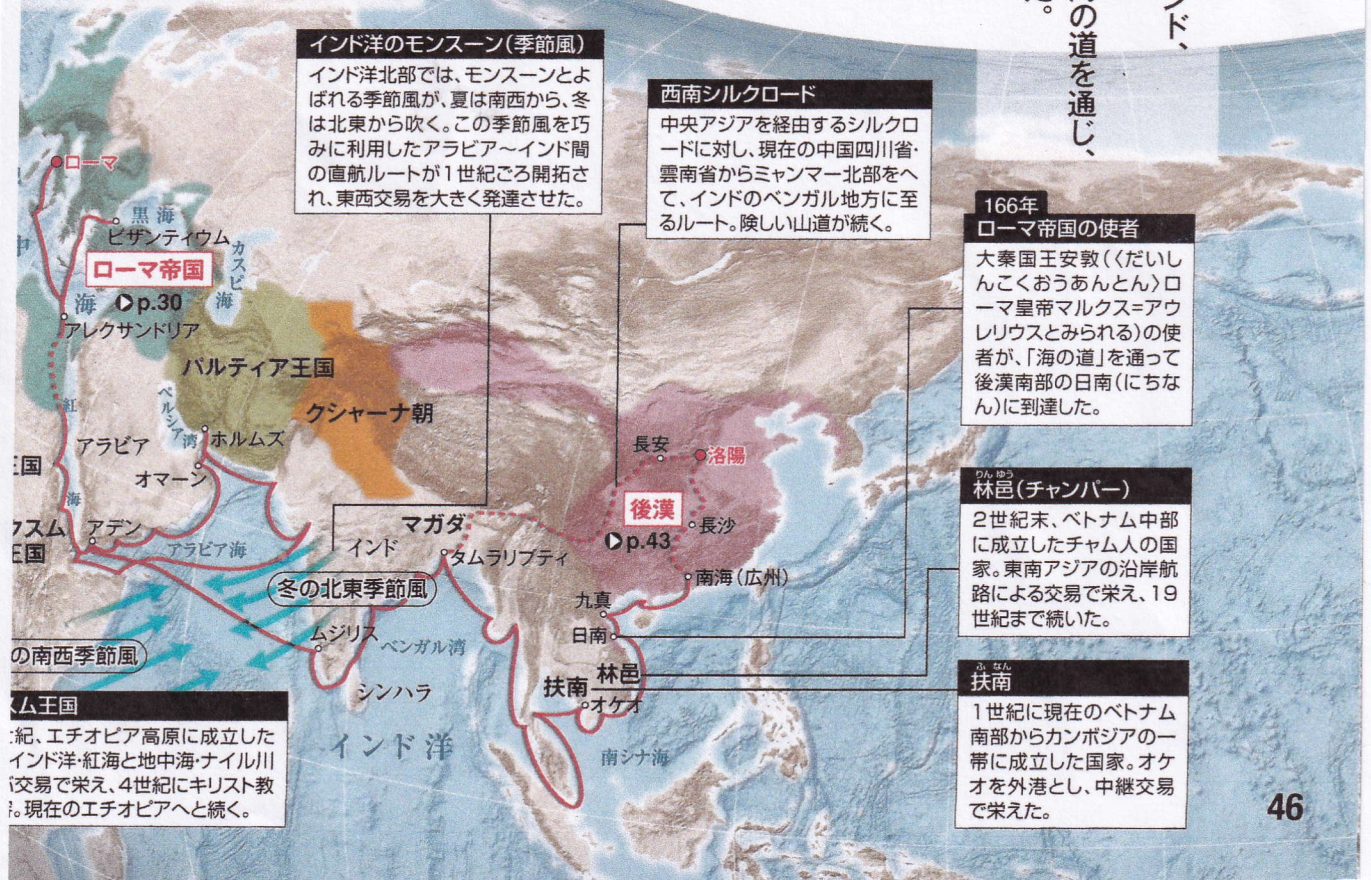 ンド、
の道を通じ、
た。
インド洋のモンスーン(季節風)
インド洋北部では、モンスーンとよ
ばれる季節風が、夏は南西から、冬
は北東から吹く。この季節風を巧
みに利用したアラビア～インド間
の直航ルートが1世紀ごろ開拓さ
れ、東西交易を大きく発達させた。
西南シルクロード
中央アジアを経由するシルクロ
ードに対し、現在の中国四川省・
雲南省からミャンマー北部をへ
て、インドのベンガル地方に至
るルート。険しい山道が続く。
166年
ローマ帝国の使者
大秦国王安敦(〈だいし
んこくおうあんとん〉ロ
ーマ皇帝マルクス=アウ
レリウスとみられる)の使
者が、「海の道」を通って
後漢南部の日南(にちな
ん)に到達した。
りんゆう
林邑(チャンパー)
2世紀末、ベトナム中部
に成立したチャム人の国
家。東南アジアの沿岸航
路による交易で栄え、19
世紀まで続いた。
ふなん
扶南
1世紀に現在のベトナム
南部からカンボジアの一
帯に成立した国家。オケ
オを外港とし、中継交易
で栄えた。
ローマ
黒海
ビザンティウム
カスピ海
ローマ帝国
p.30
中
海
アレクサンドリア
パルティア王国
クシャーナ朝
ペルシア湾
紅
海
アラビア
ホルムズ
オマーン
王国
クスム
王国
アデン
アラビア海
マガダ
インド
タムラリプティ
冬の北東季節風
ムジリス
ベンガル湾
の南西季節風
シンハラ
インド洋
長安
洛陽
後漢
p.43
長沙
南海(広州)
九真
日南
林邑
扶南
オケオ
南シナ海
スム王国
紀、エチオピア高原に成立した
インド洋・紅海と地中海・ナイル川
交易で栄え、4世紀にキリスト教
。現在のエチオピアへと続く。
46